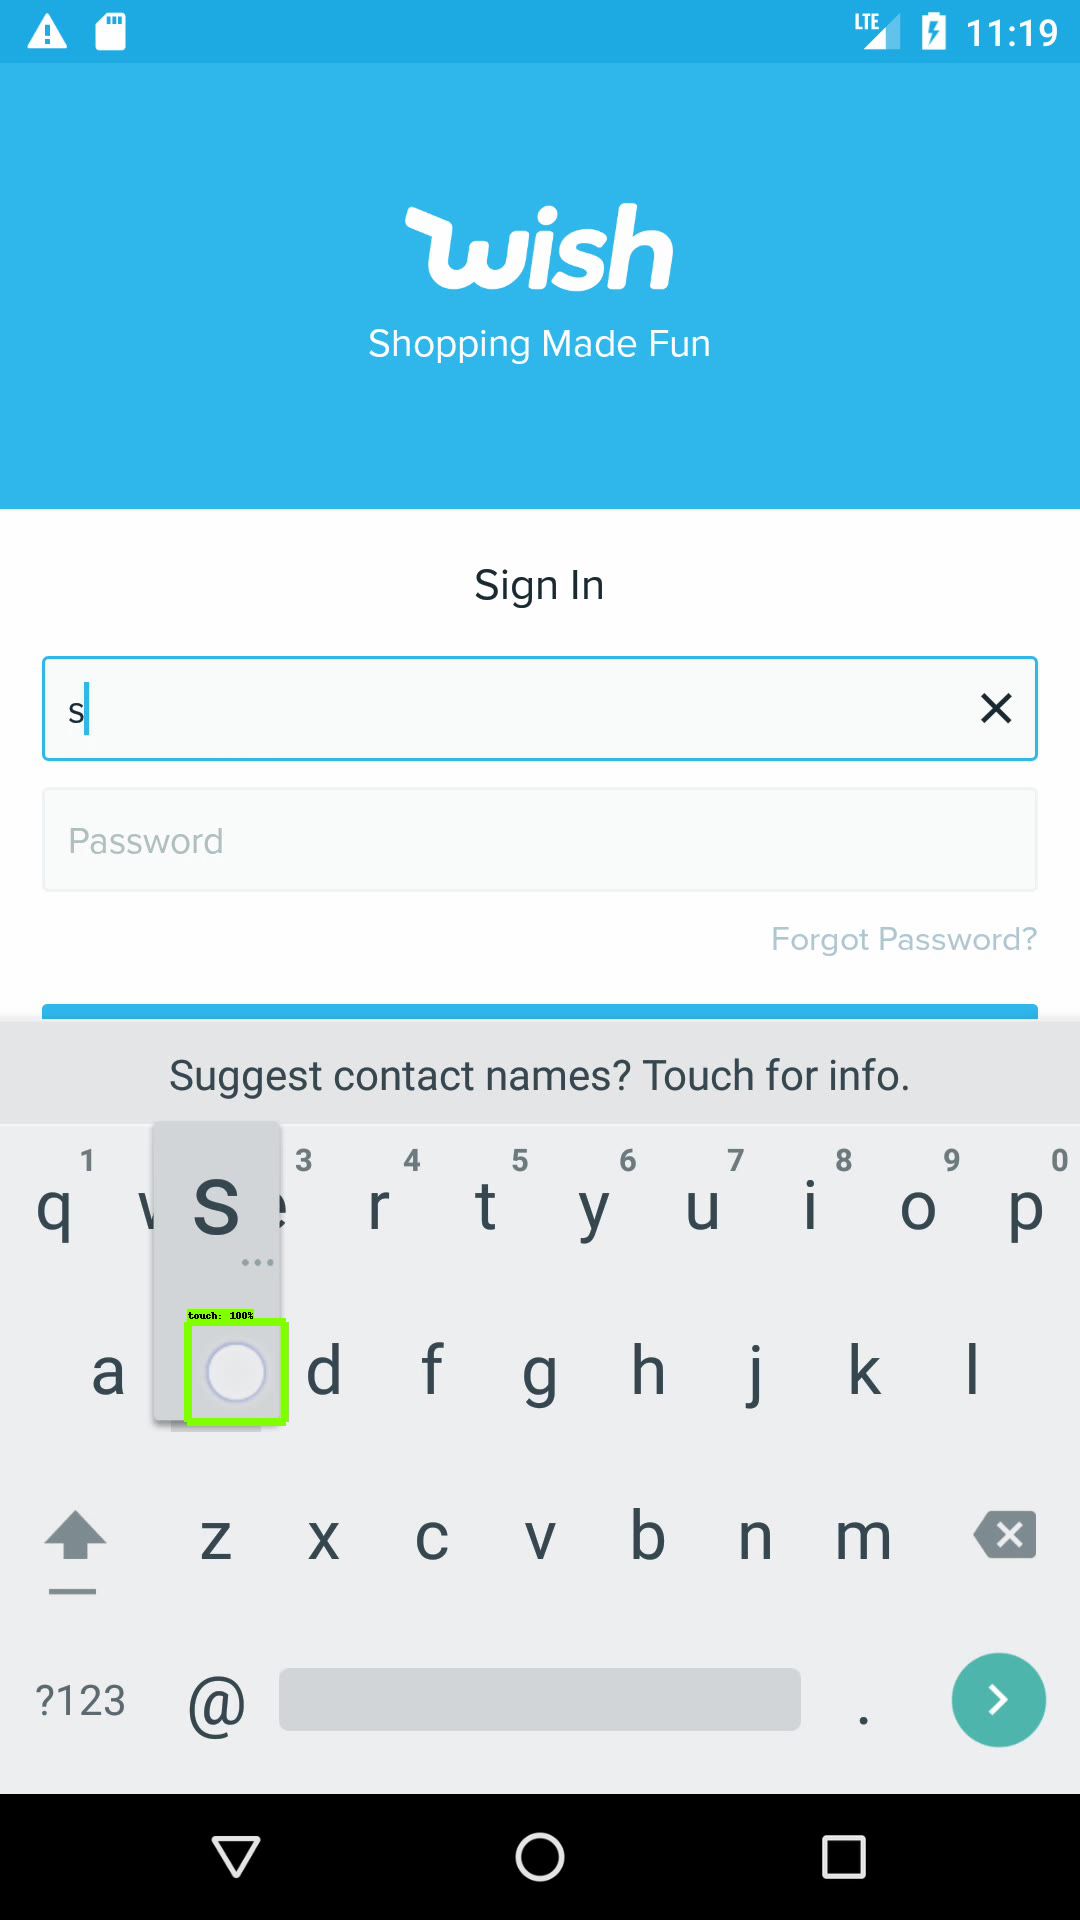 LTE 11:19
wish
Shopping Made Fun
Sign In
s
Password
Forgot Password?
Suggest contact names? Touch for info.
1 3 4 5 6 7 8 9 0
q w e r t y u i o p
s
touch: 100%
a d f g h j k l
z x c v b n m
?123 @ .